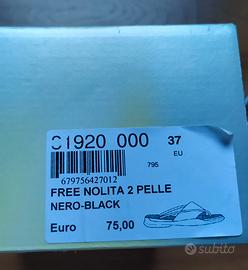 C1920 000 37
EU
795
679756427012
FREE NOLITA 2 PELLE
NERO-BLACK
Euro 75,00
subito